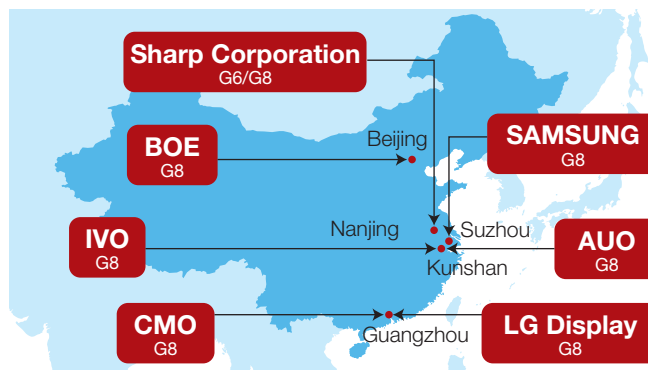 Sharp Corporation
G6/G8
Beijing
SAMSUNG
G8
BOE
G8
Nanjing
Suzhou
IVO
G8
AUO
G8
Kunshan
CMO
G8
Guangzhou
LG Display
G8